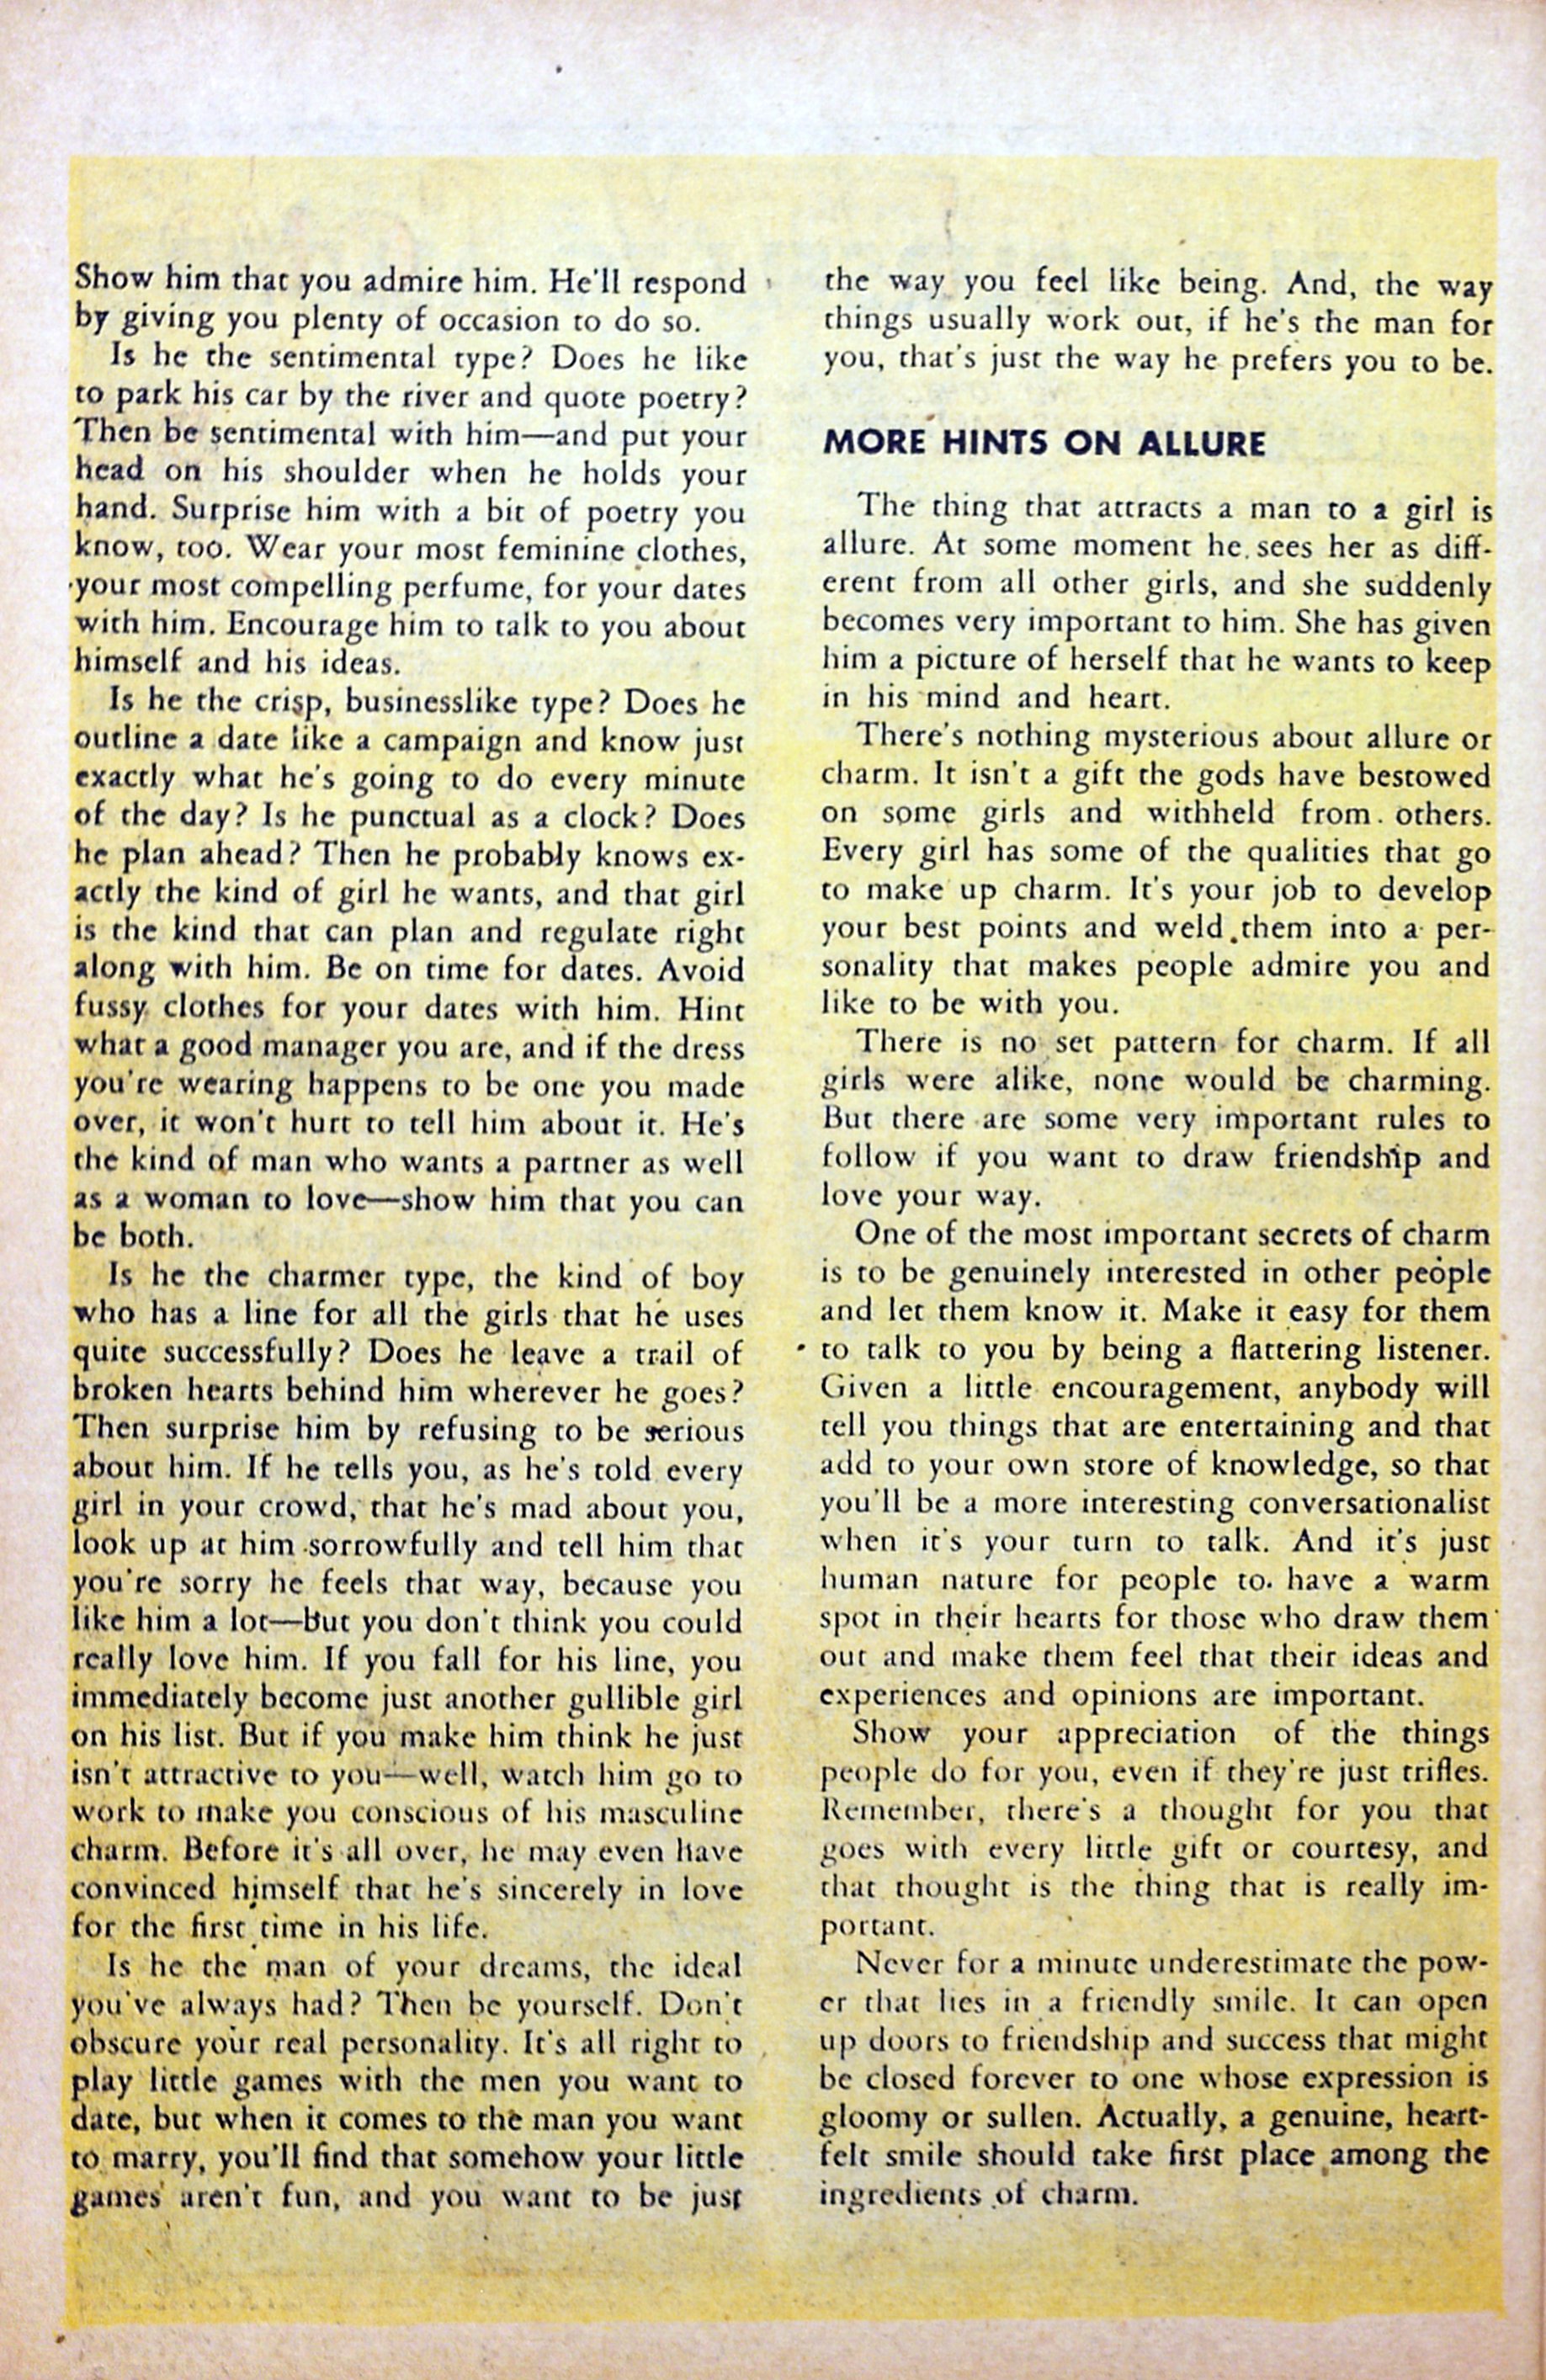 Show him that you admire him. He'll respond
by giving you plenty of occasion to do so.
Is he the sentimental type? Does he like
to park his car by the river and quote poetry?
Then be sentimental with him—and put your
head on his shoulder when he holds your
hand. Surprise him with a bit of poetry you
know, too. Wear your most feminine clothes,
your most compelling perfume, for your dates
with him. Encourage him to talk to you about
himself and his ideas.
Is he the crisp, businesslike type? Does he
outline a date like a campaign and know just
exactly what he's going to do every minute
of the day? Is he punctual as a clock? Does
he plan ahead? Then he probably knows ex-
actly the kind of girl he wants, and that girl
is the kind that can plan and regulate right
along with him. Be on time for dates. Avoid
fussy clothes for your dates with him. Hint
what a good manager you are, and if the dress
you're wearing happens to be one you made
over, it won't hurt to tell him about it. He's
the kind of man who wants a partner as well
as a woman to love—show him that you can
be both.
Is he the charmer type, the kind of boy
who has a line for all the girls that he uses
quite successfully? Does he leave a trail of
broken hearts behind him wherever he goes?
Then surprise him by refusing to be serious
about him. If he tells you, as he's told every
girl in your crowd, that he's mad about you,
look up at him sorrowfully and tell him that
you're sorry he feels that way, because you
like him a lot—but you don't think you could
really love him. If you fall for his line, you
immediately become just another gullible girl
on his list. But if you make him think he just
isn't attractive to you—well, watch him go to
work to make you conscious of his masculine
charm. Before it's all over, he may even have
convinced himself that he's sincerely in love
for the first time in his life.
Is he the man of your dreams, the ideal
you've always had? Then be yourself. Don't
obscure your real personality. It's all right to
play little games with the men you want to
date, but when it comes to the man you want
to marry, you'll find that somehow your little
games aren't fun, and you want to be just
the way you feel like being. And, the way
things usually work out, if he's the man for
you, that's just the way he prefers you to be.
MORE HINTS ON ALLURE
The thing that attracts a man to a girl is
allure. At some moment he sees her as diff-
erent from all other girls, and she suddenly
becomes very important to him. She has given
him a picture of herself that he wants to keep
in his mind and heart.
There's nothing mysterious about allure or
charm. It isn't a gift the gods have bestowed
on some girls and withheld from others.
Every girl has some of the qualities that go
to make up charm. It's your job to develop
your best points and weld them into a per-
sonality that makes people admire you and
like to be with you.
There is no set pattern for charm. If all
girls were alike, none would be charming.
But there are some very important rules to
follow if you want to draw friendship and
love your way.
One of the most important secrets of charm
is to be genuinely interested in other people
and let them know it. Make it easy for them
to talk to you by being a flattering listener.
Given a little encouragement, anybody will
tell you things that are entertaining and that
add to your own store of knowledge, so that
you'll be a more interesting conversationalist
when it's your turn to talk. And it's just
human nature for people to have a warm
spot in their hearts for those who draw them
out and make them feel that their ideas and
experiences and opinions are important.
Show your appreciation of the things
people do for you, even if they're just trifles.
Remember, there's a thought for you that
goes with every little gift or courtesy, and
that thought is the thing that is really im-
portant.
Never for a minute underestimate the pow-
er that lies in a friendly smile. It can open
up doors to friendship and success that might
be closed forever to one whose expression is
gloomy or sullen. Actually, a genuine, heart-
felt smile should take first place among the
ingredients of charm.